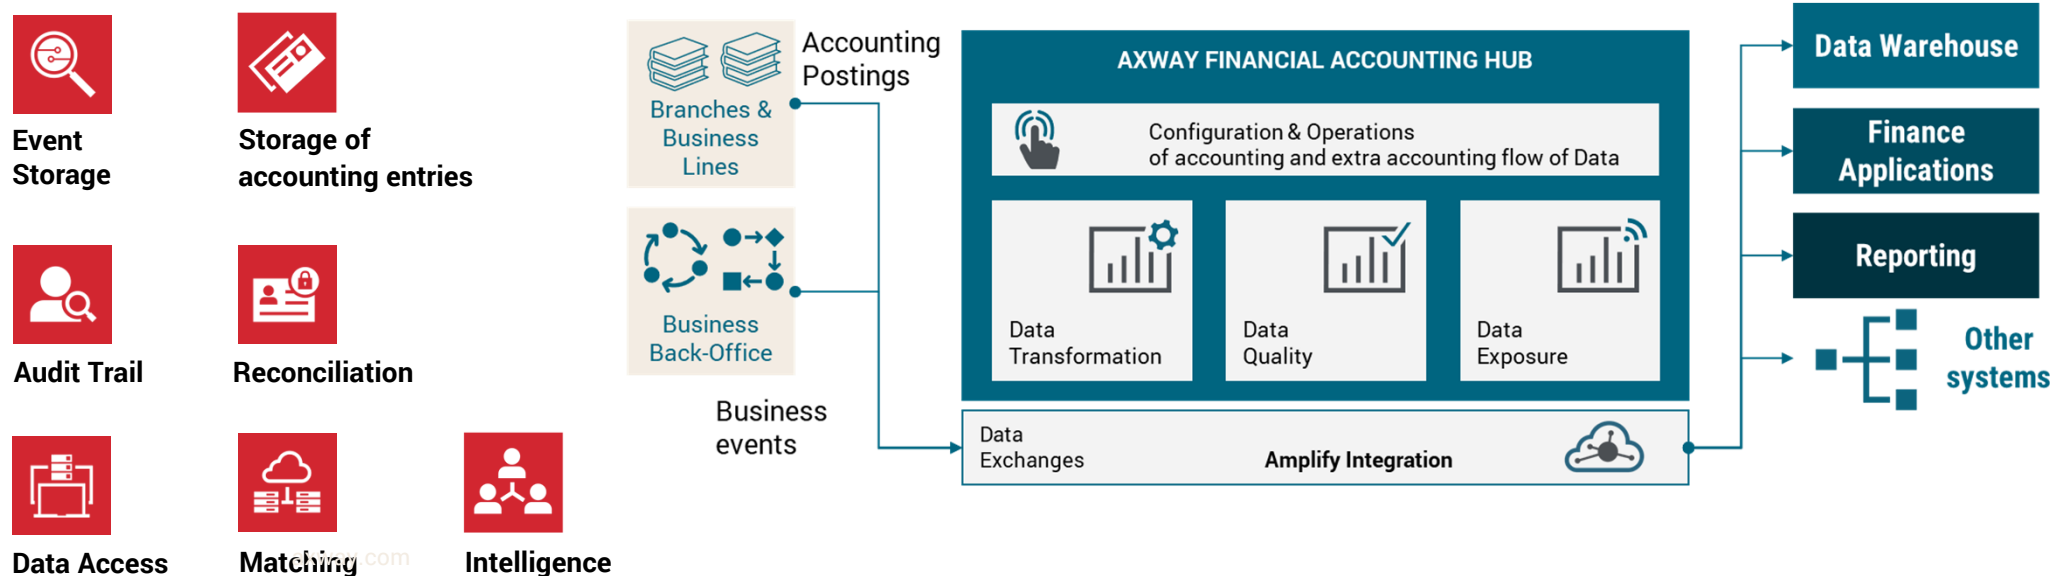 Event
Storage
Storage of
accounting entries
Audit Trail
Reconciliation
Data Access
Matching
axway.com
Intelligence
Branches &
Business
Lines
Accounting
Postings
Business
Back-Office
Business
events
AXWAY FINANCIAL ACCOUNTING HUB
Configuration & Operations
of accounting and extra accounting flow of Data
Data
Transformation
Data
Quality
Data
Exposure
Data
Exchanges
Amplify Integration
Data Warehouse
Finance
Applications
Reporting
Other
systems